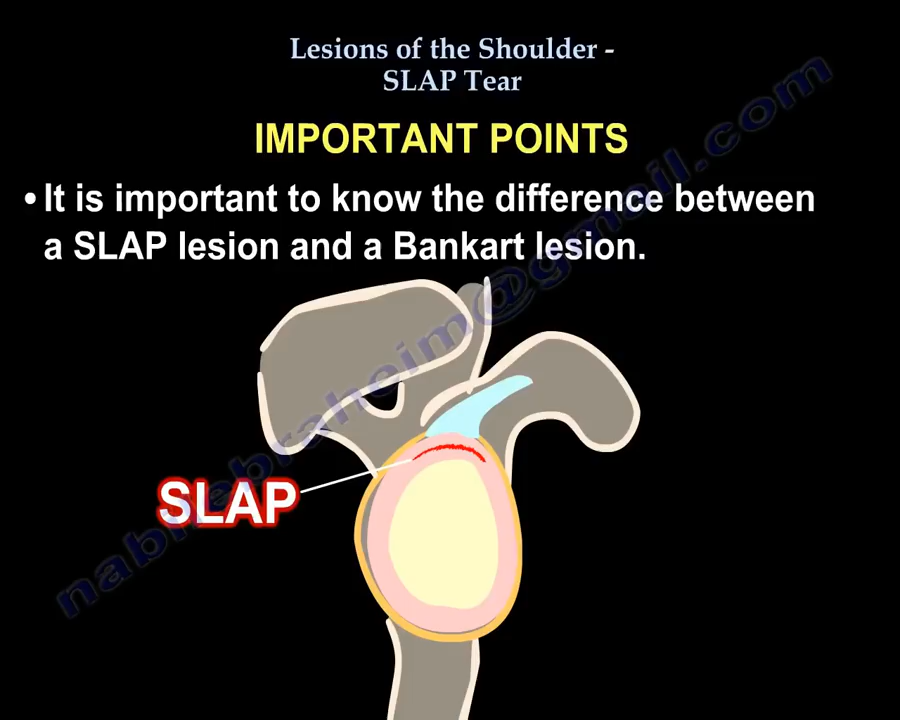 Lesions of the Shoulder -
SLAP Tear
IMPORTANT POINTS
• It is important to know the difference between
a SLAP lesion and a Bankart lesion.
SLAP
nabilebraheim@gmail.com